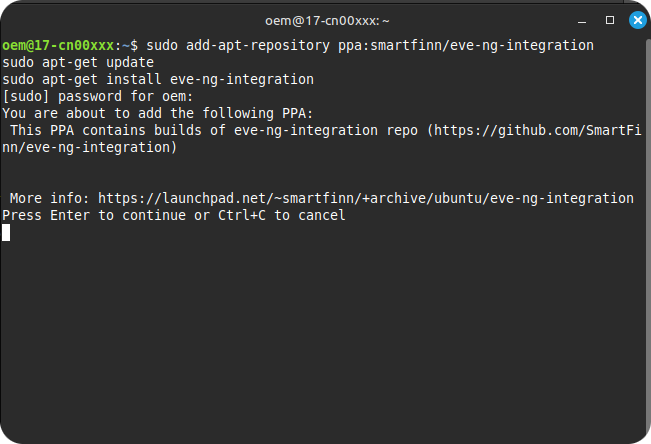 oem@17-cn00xxx: ~
oem@17-cn00xxx:~$ sudo add-apt-repository ppa:smartfinn/eve-ng-integration
sudo apt-get update
sudo apt-get install eve-ng-integration
[sudo] password for oem:
You are about to add the following PPA:
 This PPA contains builds of eve-ng-integration repo (https://github.com/SmartFi
nn/eve-ng-integration)
 More info: https://launchpad.net/~smartfinn/+archive/ubuntu/eve-ng-integration
Press Enter to continue or Ctrl+C to cancel